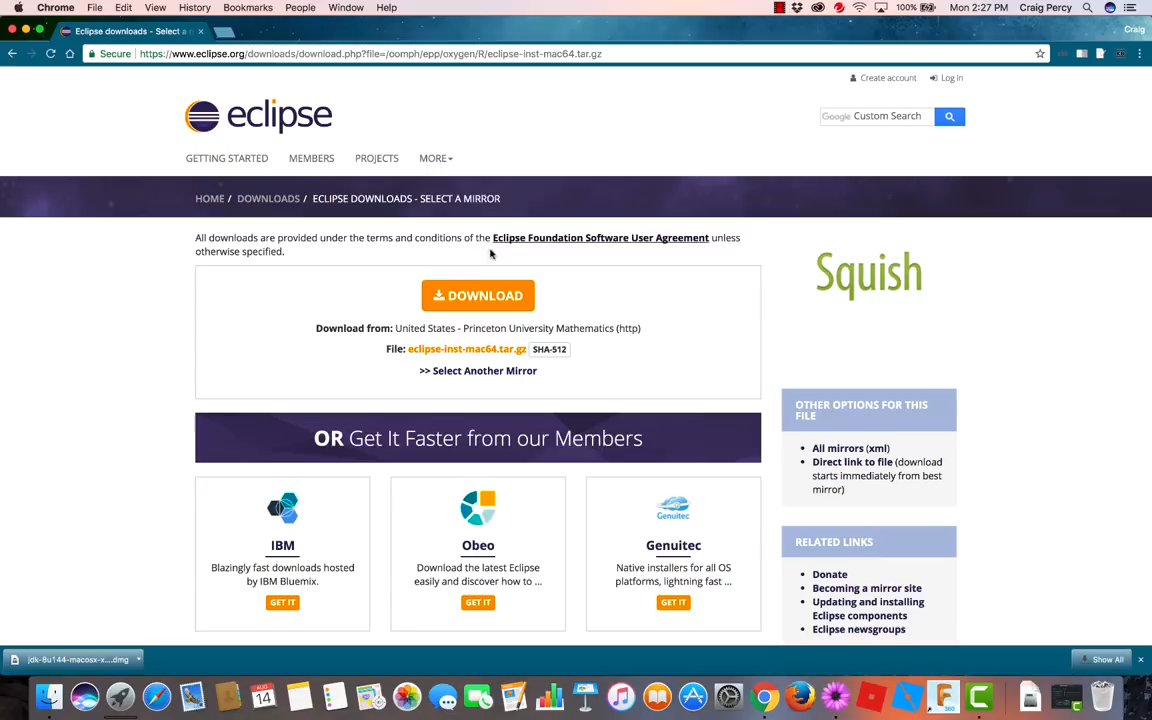 Chrome File Edit View History Bookmarks People Window Help 100% Mon 2:27 PM Craig Percy
Eclipse downloads - Select a
Craig
Secure https://www.eclipse.org/downloads/download.php?file=/oomph/epp/oxygen/R/eclipse-inst-mac64.tar.gz
Create account Log in
eclipse
Google Custom Search
GETTING STARTED MEMBERS PROJECTS MORE
HOME / DOWNLOADS / ECLIPSE DOWNLOADS - SELECT A MIRROR
All downloads are provided under the terms and conditions of the Eclipse Foundation Software User Agreement unless
otherwise specified.
Squish
DOWNLOAD
Download from: United States - Princeton University Mathematics (http)
File: eclipse-inst-mac64.tar.gz SHA-512
>> Select Another Mirror
OTHER OPTIONS FOR THIS
FILE
• All mirrors (xml)
• Direct link to file (download
starts immediately from best
mirror)
OR Get It Faster from our Members
IBM
Blazingly fast downloads hosted
by IBM Bluemix.
GET IT
Obeo
Download the latest Eclipse
easily and discover how to ...
GET IT
Genuitec
Genuitec
Native installers for all OS
platforms, lightning fast ...
GET IT
RELATED LINKS
• Donate
• Becoming a mirror site
• Updating and installing
Eclipse components
• Eclipse newsgroups
jdk-8u144-macosx-x....dmg
Show All
AUG
14
360